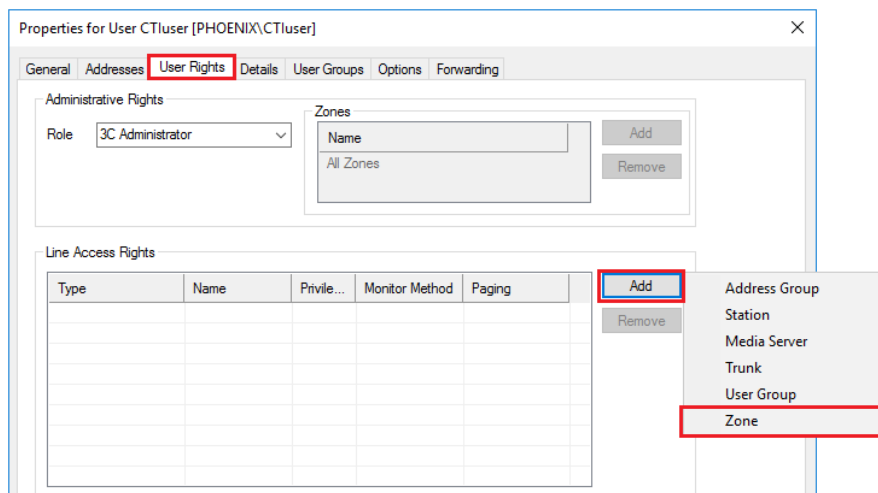 Properties for User CTIuser [PHOENIX\CTIuser]
General Addresses User Rights Details User Groups Options Forwarding
Administrative Rights
Role 3C Administrator
Zones
Name
All Zones
Add
Remove
Line Access Rights
Type Name Privile... Monitor Method Paging
Add
Remove
Address Group
Station
Media Server
Trunk
User Group
Zone